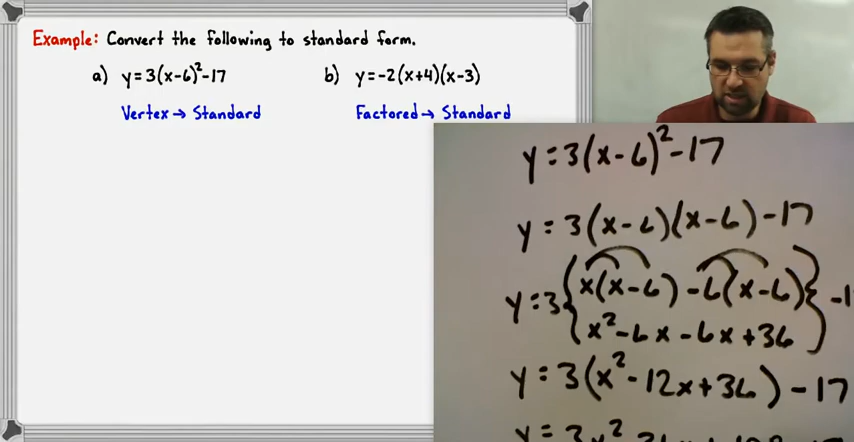 Example: Convert the following to standard form.
a) y=3(x-6)²-17 b) y=-2(x+4)(x-3)
Vertex → Standard Factored → Standard
y=3(x-6)²-17
y=3(x-6)(x-6)-17
y=3{x(x-6)-6(x-6)}-1
x²-6x-6x+36
y=3(x²-12x+36)-17